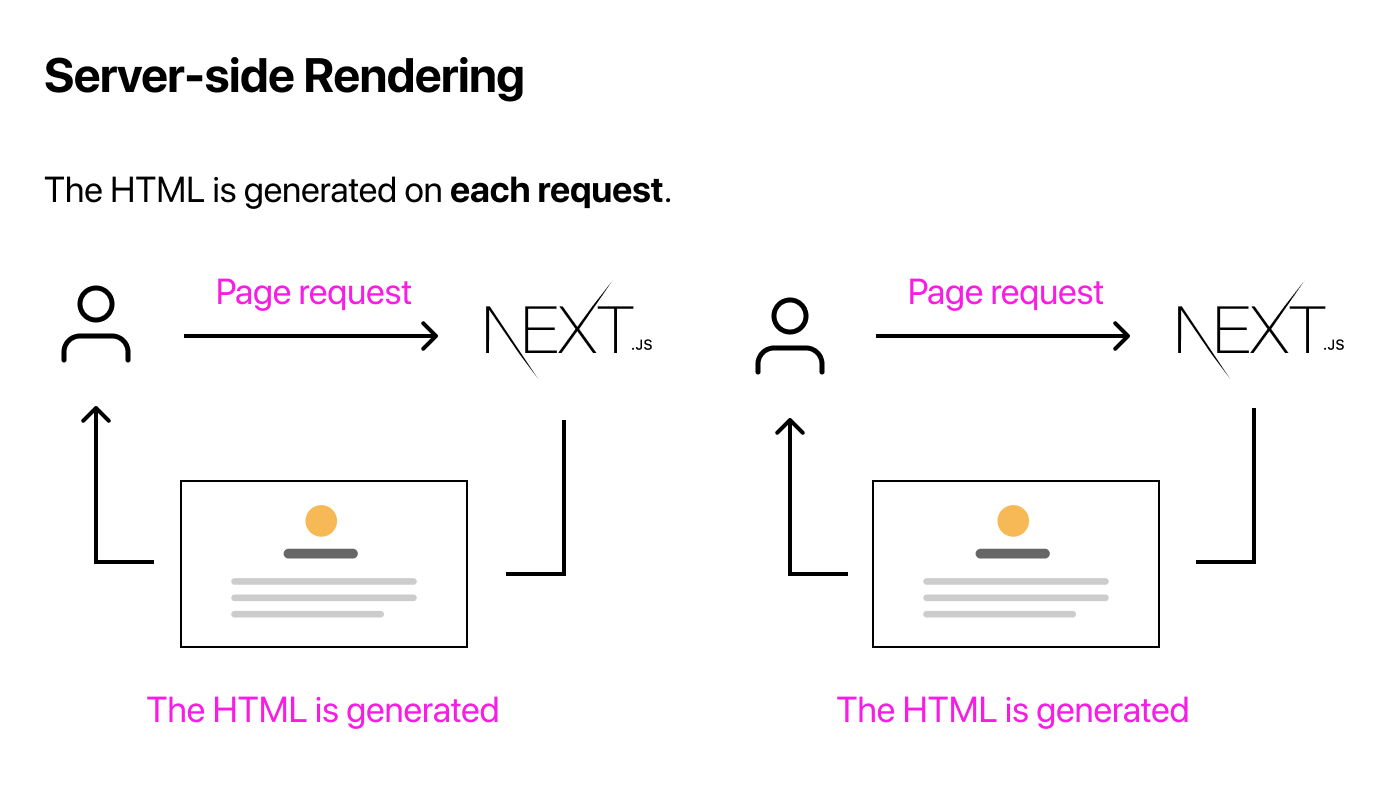 Server-side Rendering
The HTML is generated on each request.
Page request
NEXT.JS
The HTML is generated
Page request
NEXT.JS
The HTML is generated